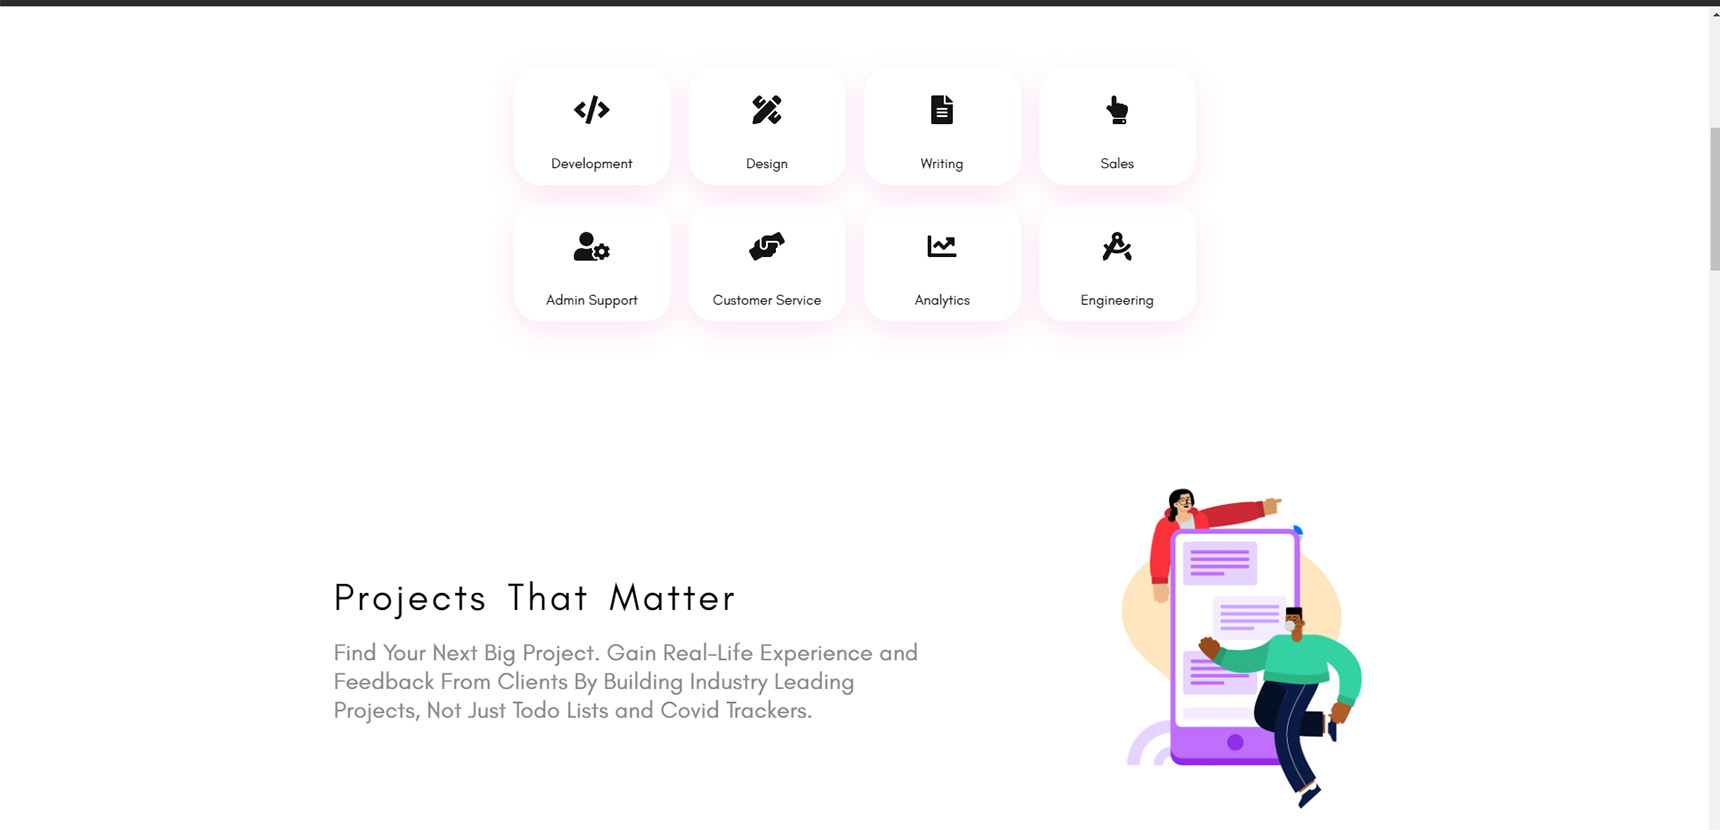 Development
Design
Writing
Sales
Admin Support
Customer Service
Analytics
Engineering
Projects That Matter
Find Your Next Big Project. Gain Real-Life Experience and
Feedback From Clients By Building Industry Leading
Projects, Not Just Todo Lists and Covid Trackers.